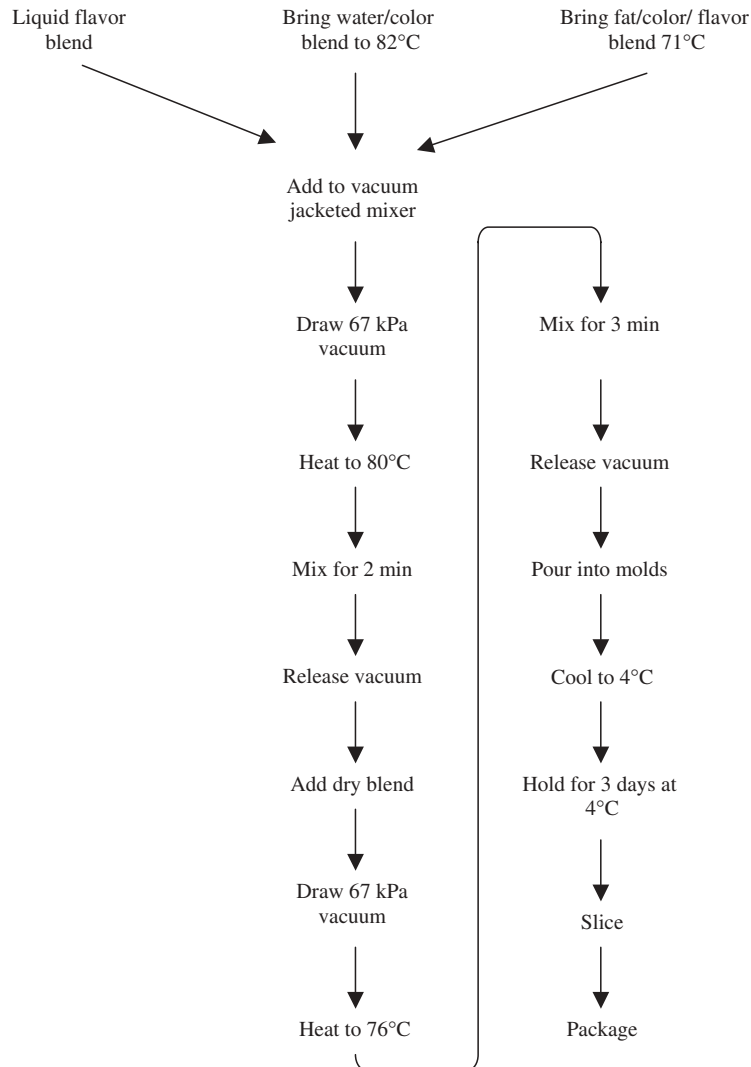 Liquid flavor
blend
Bring water/color
blend to 82°C
Bring fat/color/ flavor
blend 71°C
Add to vacuum
jacketed mixer
Draw 67 kPa
vacuum
Heat to 80°C
Mix for 2 min
Release vacuum
Add dry blend
Draw 67 kPa
vacuum
Heat to 76°C
Mix for 3 min
Release vacuum
Pour into molds
Cool to 4°C
Hold for 3 days at
4°C
Slice
Package